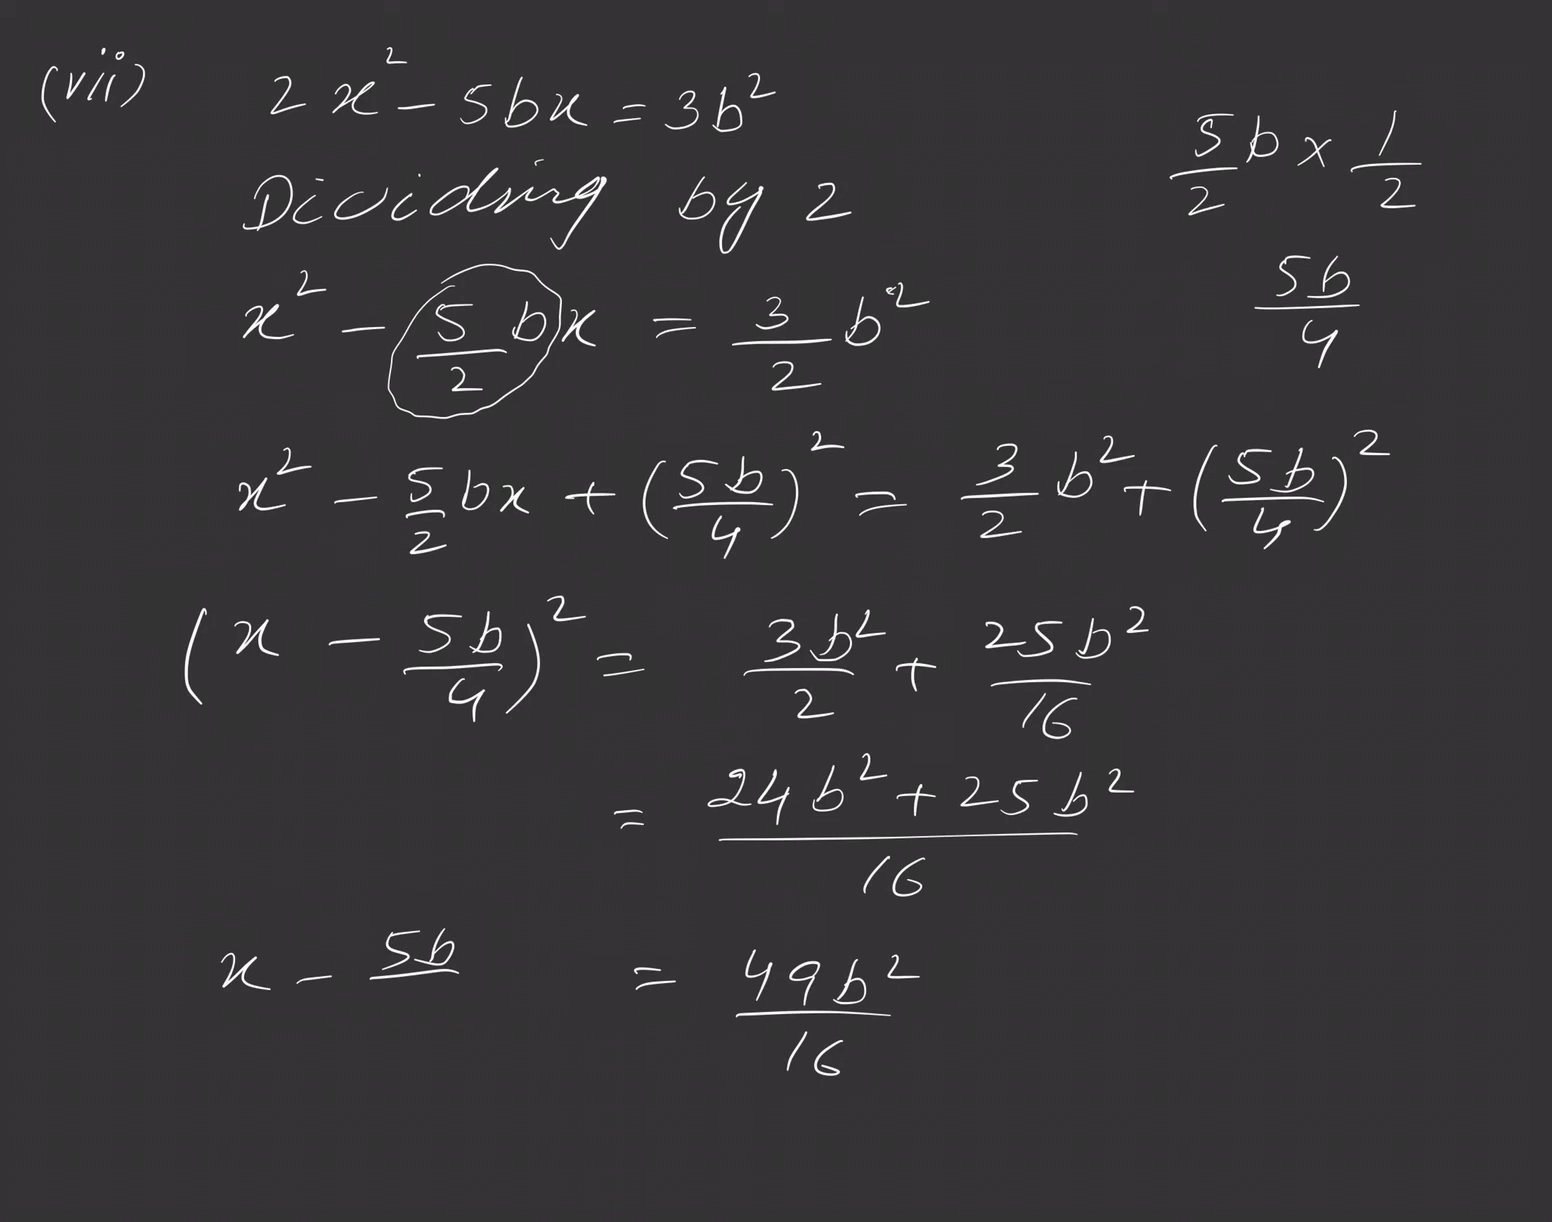 (vii) 2x² - 5bx = 3b²
Dividing by 2
x² - 5/2 bx = 3/2 b²
5/2 b × 1/2
5b/4
x² - 5/2 bx + (5b/4)² = 3/2 b² + (5b/4)²
(x - 5b/4)² = 3b²/2 + 25b²/16
= 24b² + 25b²/16
x - 5b/ = 49b²/16